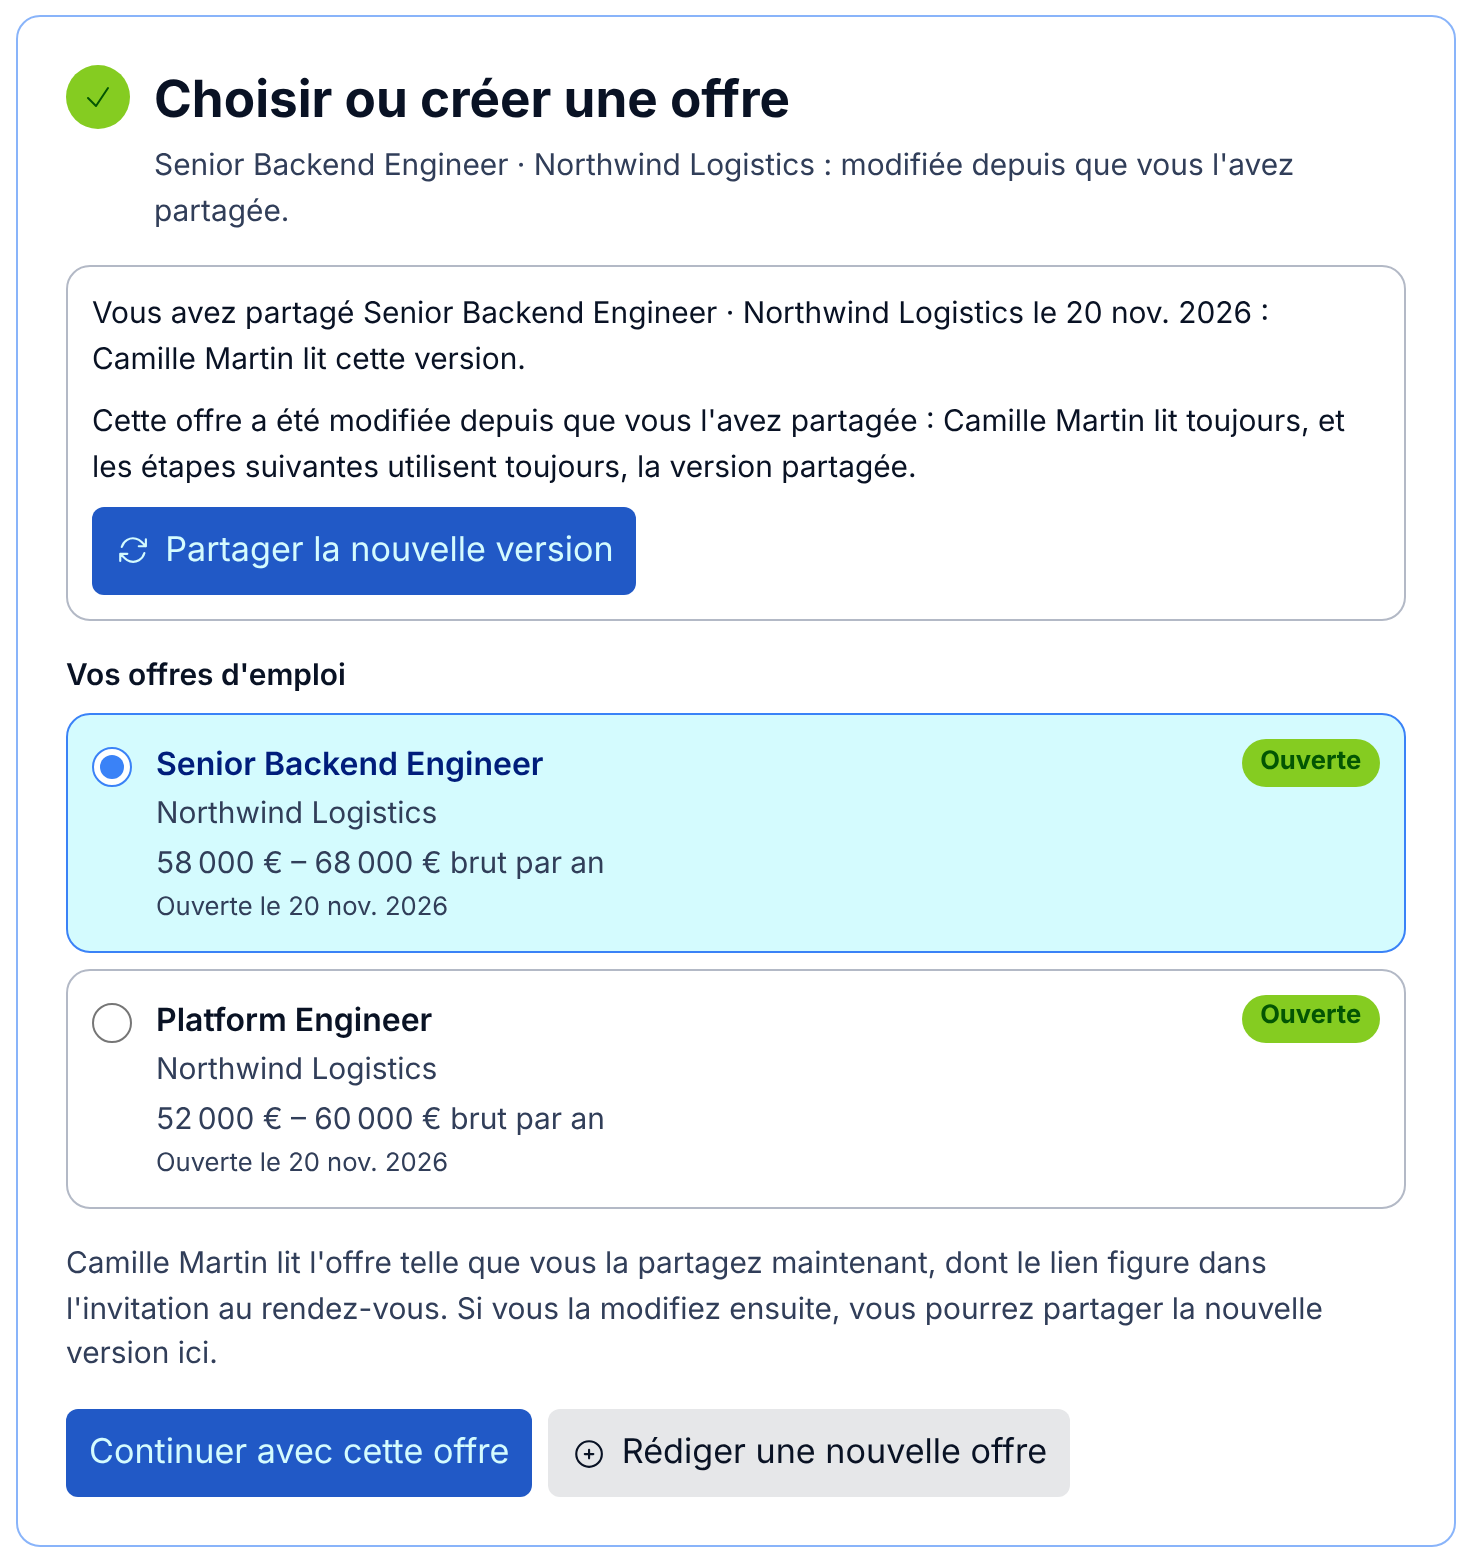 Choisir ou créer une offre
Senior Backend Engineer · Northwind Logistics : modifiée depuis que vous l'avez
partagée.
Vous avez partagé Senior Backend Engineer · Northwind Logistics le 20 nov. 2026 :
Camille Martin lit cette version.
Cette offre a été modifiée depuis que vous l'avez partagée : Camille Martin lit toujours, et
les étapes suivantes utilisent toujours, la version partagée.
Partager la nouvelle version
Vos offres d'emploi
Senior Backend Engineer
Ouverte
Northwind Logistics
58 000 € – 68 000 € brut par an
Ouverte le 20 nov. 2026
Platform Engineer
Ouverte
Northwind Logistics
52 000 € – 60 000 € brut par an
Ouverte le 20 nov. 2026
Camille Martin lit l'offre telle que vous la partagez maintenant, dont le lien figure dans
l'invitation au rendez-vous. Si vous la modifiez ensuite, vous pourrez partager la nouvelle
version ici.
Continuer avec cette offre
Rédiger une nouvelle offre